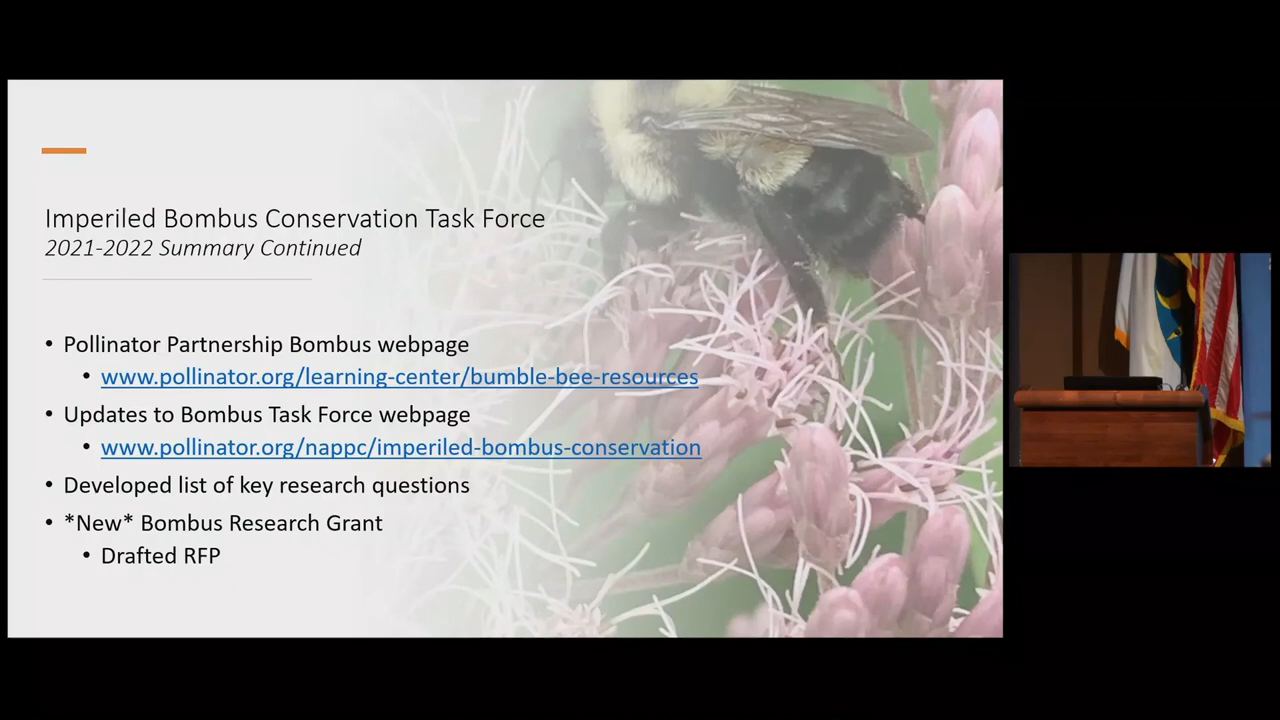 Imperiled Bombus Conservation Task Force
2021-2022 Summary Continued
• Pollinator Partnership Bombus webpage
• www.pollinator.org/learning-center/bumble-bee-resources
• Updates to Bombus Task Force webpage
• www.pollinator.org/nappc/imperiled-bombus-conservation
• Developed list of key research questions
• *New* Bombus Research Grant
• Drafted RFP